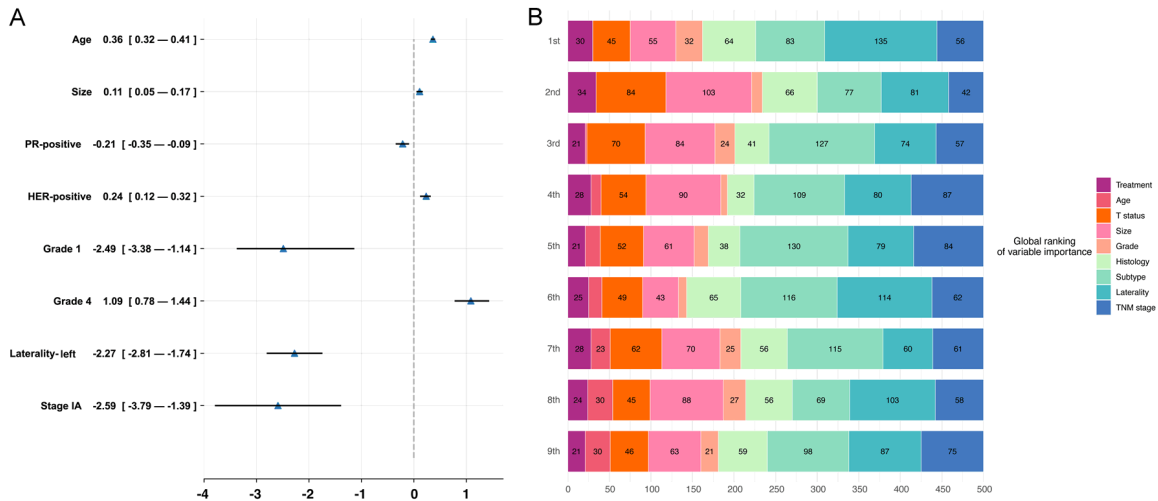 A
Age 0.36 [ 0.32 — 0.41]
Size 0.11 [ 0.05 — 0.17]
PR-positive -0.21 [ -0.35 — -0.09]
HER-positive 0.24 [ 0.12 — 0.32]
Grade 1 -2.49 [ -3.38 — -1.14]
Grade 4 1.09 [ 0.78 — 1.44]
Laterality-left -2.27 [ -2.81 — -1.74]
Stage IA -2.59 [ -3.79 — -1.39]
-4 -3 -2 -1 0 1
B
1st 30 45 55 32 64 83 135 56
2nd 34 84 103 66 77 81 42
3rd 21 70 84 24 41 127 74 57
4th 28 54 90 32 109 80 87
5th 21 52 61 38 130 79 84
6th 25 49 43 65 116 114 62
7th 28 23 62 70 25 56 115 60 61
8th 24 30 45 88 27 56 69 103 58
9th 21 30 46 63 21 59 98 87 75
0 50 100 150 200 250 300 350 400 450 500
Global ranking
of variable importance
Treatment
Age
T status
Size
Grade
Histology
Subtype
Laterality
TNM stage